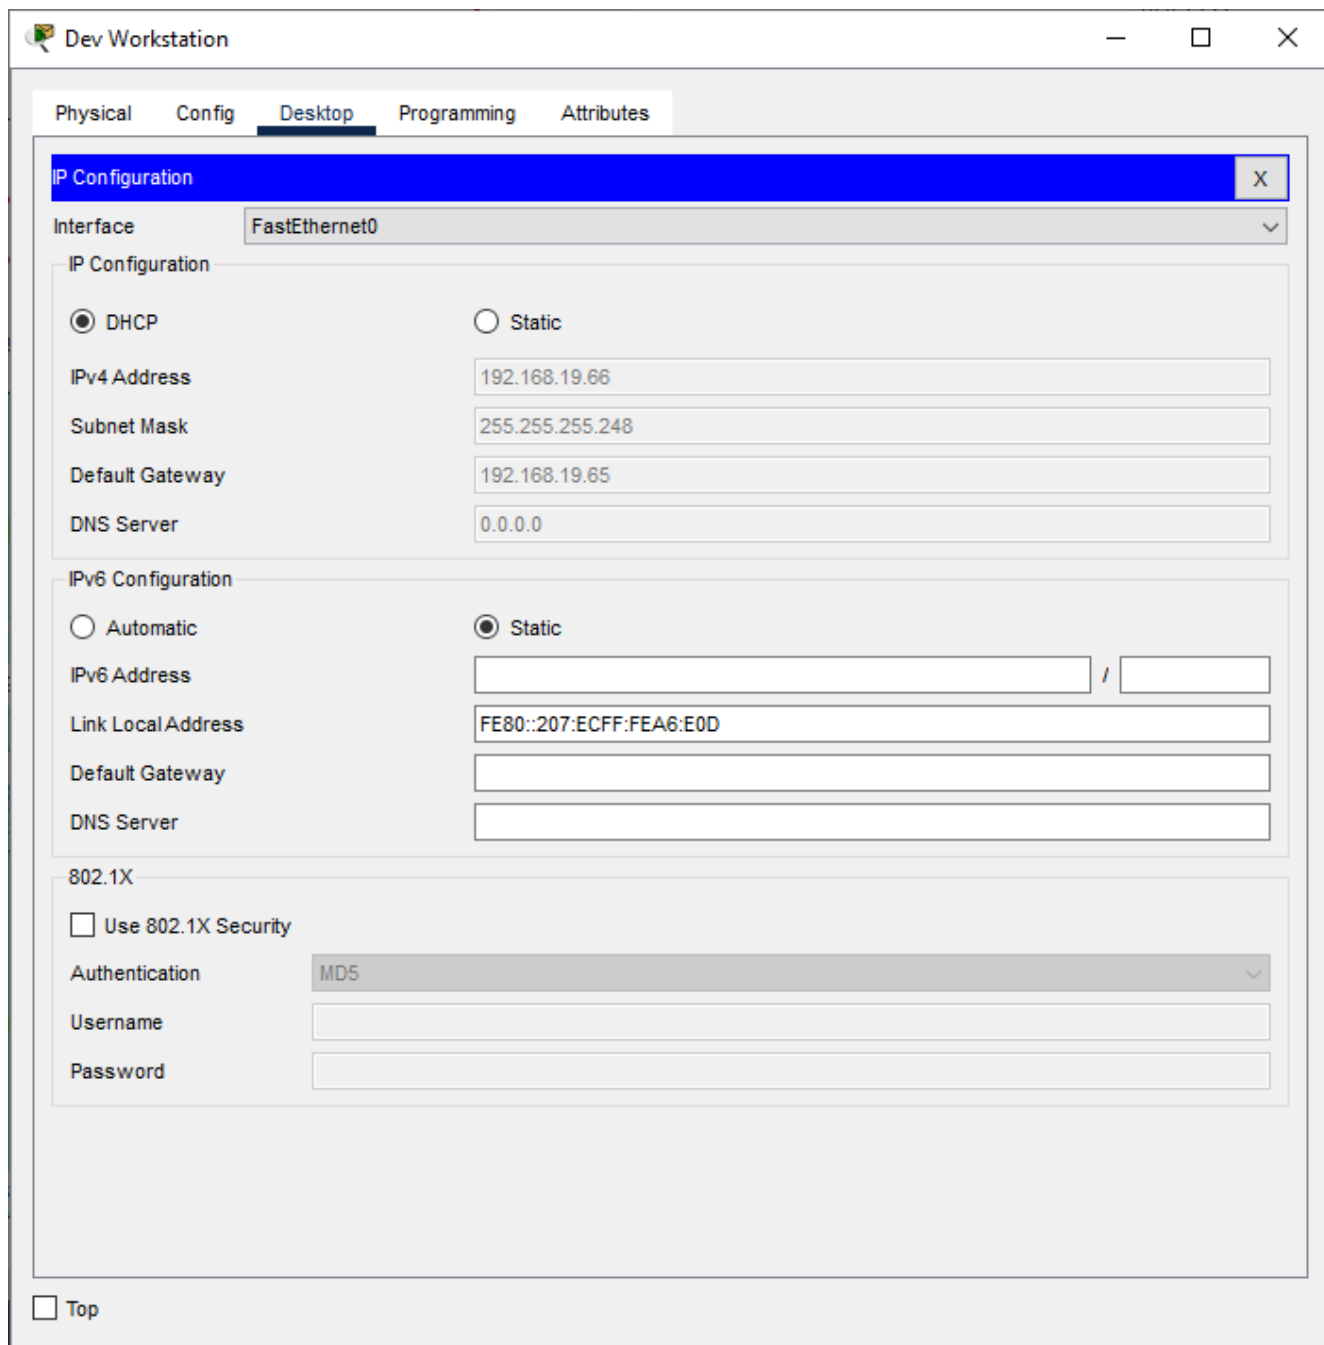 Dev Workstation
Physical Config Desktop Programming Attributes
IP Configuration X
Interface FastEthernet0
IP Configuration
DHCP Static
IPv4 Address 192.168.19.66
Subnet Mask 255.255.255.248
Default Gateway 192.168.19.65
DNS Server 0.0.0.0
IPv6 Configuration
Automatic Static
IPv6 Address /
Link Local Address FE80::207:ECFF:FEA6:E0D
Default Gateway
DNS Server
802.1X
Use 802.1X Security
Authentication MD5
Username
Password
Top